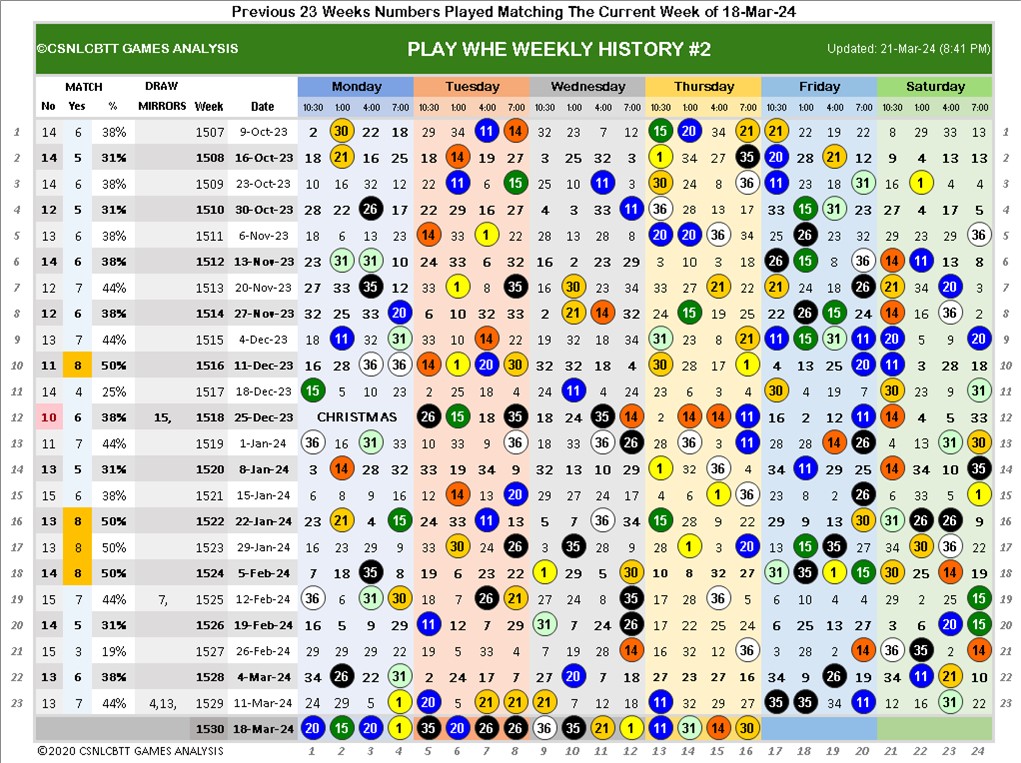 Previous 23 Weeks Numbers Played Matching The Current Week of 18-Mar-24
©CSNLCBTT GAMES ANALYSIS PLAY WHE WEEKLY HISTORY #2 Updated: 21-Mar-24 (8:41 PM)
MATCH DRAW Monday Tuesday Wednesday Thursday Friday Saturday
No Yes % MIRRORS Week Date 10:30 1:00 4:00 7:00 10:30 1:00 4:00 7:00 10:30 1:00 4:00 7:00 10:30 1:00 4:00 7:00 10:30 1:00 4:00 7:00 10:30 1:00 4:00 7:00
1 14 6 38% 1507 9-Oct-23 2 30 22 18 29 34 11 14 32 23 7 12 15 20 34 21 21 22 19 22 8 29 33 13 1
2 14 5 31% 1508 16-Oct-23 18 21 16 25 18 14 19 27 3 25 32 3 1 34 27 35 20 28 21 12 9 4 13 13 2
3 14 6 38% 1509 23-Oct-23 10 16 32 12 22 11 6 15 25 10 11 3 30 24 8 36 11 23 18 31 16 1 4 4 3
4 12 5 31% 1510 30-Oct-23 28 22 26 17 22 29 16 27 4 3 33 11 36 28 13 17 33 15 31 23 27 4 17 5 4
5 13 6 38% 1511 6-Nov-23 18 6 13 23 14 33 1 22 28 13 28 8 20 20 36 34 25 26 23 32 29 23 29 36 5
6 14 6 38% 1512 13-Nov-23 23 31 31 10 24 33 6 32 16 2 23 29 3 10 3 18 26 15 8 36 14 11 13 8 6
7 12 7 44% 1513 20-Nov-23 27 33 35 12 33 1 8 35 16 30 23 34 33 27 21 22 21 24 18 26 21 34 20 3 7
8 12 6 38% 1514 27-Nov-23 32 25 33 20 6 10 32 33 2 21 14 32 24 15 19 25 22 26 15 24 14 16 36 2 8
9 13 7 44% 1515 4-Dec-23 18 11 32 31 33 10 14 22 19 28 13 34 31 23 8 21 11 15 31 11 20 5 9 20 9
10 11 8 50% 1516 11-Dec-23 16 28 36 36 14 1 20 30 32 32 18 4 30 28 17 1 4 13 25 20 11 3 28 18 10
11 14 4 25% 1517 18-Dec-23 15 5 10 23 2 25 18 4 24 11 4 23 24 2 23 8 30 4 19 7 30 23 9 31 11
12 10 6 38% 15, 1518 25-Dec-23 CHRISTMAS 26 15 18 35 18 24 35 14 2 14 14 11 16 2 12 11 14 4 5 33 12
13 11 7 44% 1519 1-Jan-24 36 16 31 33 10 33 9 36 18 33 36 26 28 36 3 11 28 28 14 26 4 13 31 30 13
14 13 5 31% 1520 8-Jan-24 3 14 28 32 33 19 34 9 32 13 10 29 1 32 36 4 34 11 29 25 21 34 10 35 14
15 15 6 38% 1521 15-Jan-24 6 8 9 16 12 14 13 20 29 27 24 17 4 5 1 36 23 8 2 26 6 33 5 1 15
16 13 8 50% 1522 22-Jan-24 23 21 4 15 24 33 11 13 5 7 36 34 15 28 9 22 29 9 13 30 31 26 26 9 16
17 13 8 50% 1523 29-Jan-24 16 23 29 9 33 30 24 26 3 35 28 9 28 1 3 20 13 15 35 27 34 30 36 22 17
18 14 8 50% 1524 5-Feb-24 7 18 35 8 19 6 23 22 1 29 5 30 10 8 32 27 31 35 1 15 30 25 14 19 18
19 15 7 44% 7, 1525 12-Feb-24 36 6 31 30 18 7 26 21 27 24 8 35 17 28 36 5 6 10 4 4 29 2 25 15 19
20 14 5 31% 1526 19-Feb-24 16 5 9 29 11 12 7 29 31 7 24 26 17 22 25 24 6 25 13 27 3 6 20 15 20
21 15 3 19% 1527 26-Feb-24 29 29 29 22 19 5 33 4 7 19 28 14 16 32 12 36 3 29 2 14 36 35 2 14 21
22 13 6 38% 1528 4-Mar-24 34 26 22 31 2 24 17 7 27 20 7 18 27 23 27 16 34 9 26 19 22 11 21 10 22
23 13 7 44% 4,13, 1529 11-Mar-24 24 29 5 1 20 5 21 21 21 7 12 18 11 32 29 27 35 35 34 11 12 16 31 22 23
1530 18-Mar-24 20 15 20 1 35 20 26 26 36 35 21 1 11 31 14 30
©2020 CSNLCBTT GAMES ANALYSIS 1 2 3 4 5 6 7 8 9 10 11 12 13 14 15 16 17 18 19 20 21 22 23 24